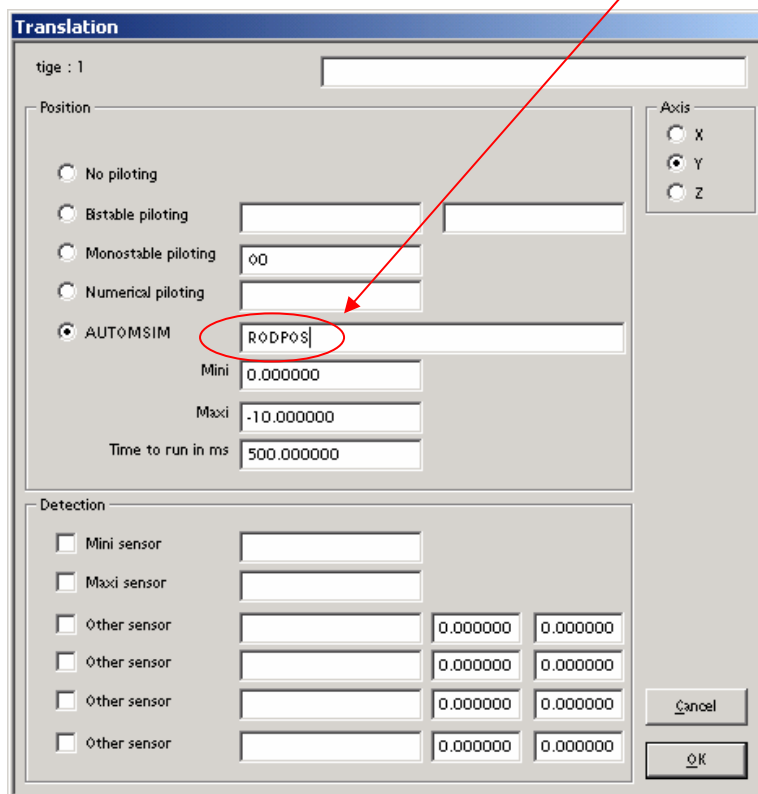 Translation
tige : 1
Position
No piloting
Bistable piloting
Monostable piloting
O0
Numerical piloting
AUTOMSIM
RODPOS
Mini
0.000000
Maxi
-10.000000
Time to run in ms
500.000000
Axis
X
Y
Z
Detection
Mini sensor
Maxi sensor
Other sensor 0.000000 0.000000
Other sensor 0.000000 0.000000
Other sensor 0.000000 0.000000
Other sensor 0.000000 0.000000
Cancel
OK